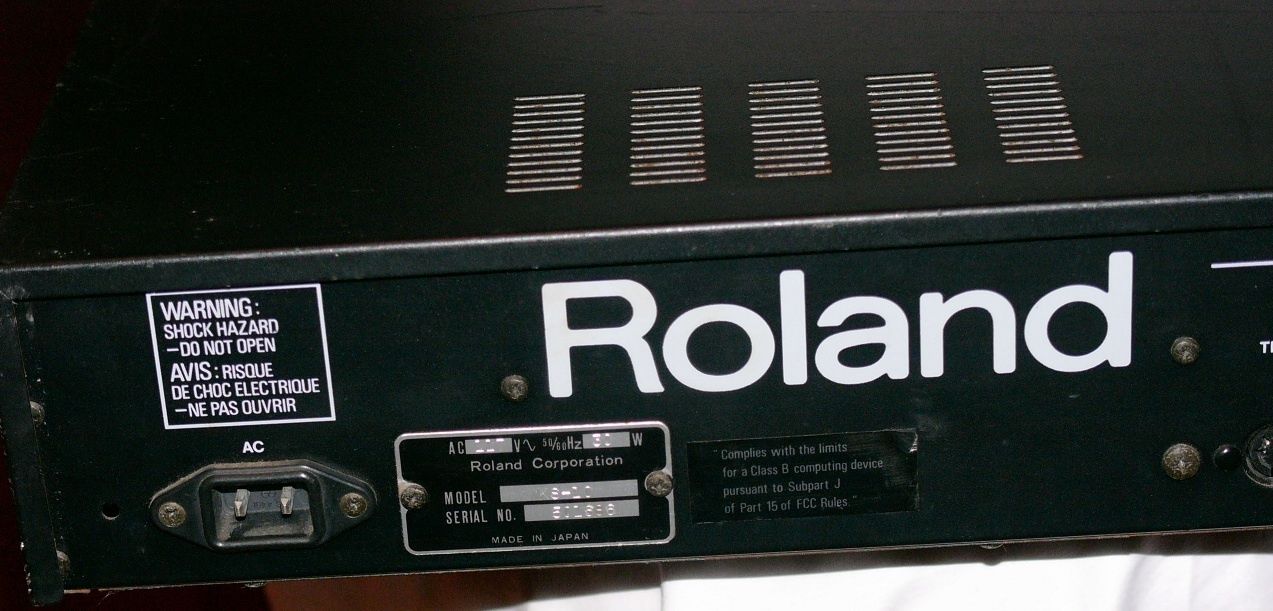 WARNING:
SHOCK HAZARD
—DO NOT OPEN
AVIS: RISQUE
DE CHOC ELECTRIQUE
—NE PAS OUVRIR
Roland
AC
AC 117 V 50/60Hz 30 W
Roland Corporation
MODEL
SERIAL NO.
MADE IN JAPAN
"Complies with the limits
for a Class B computing device
pursuant to Subpart J
of Part 15 of FCC Rules."